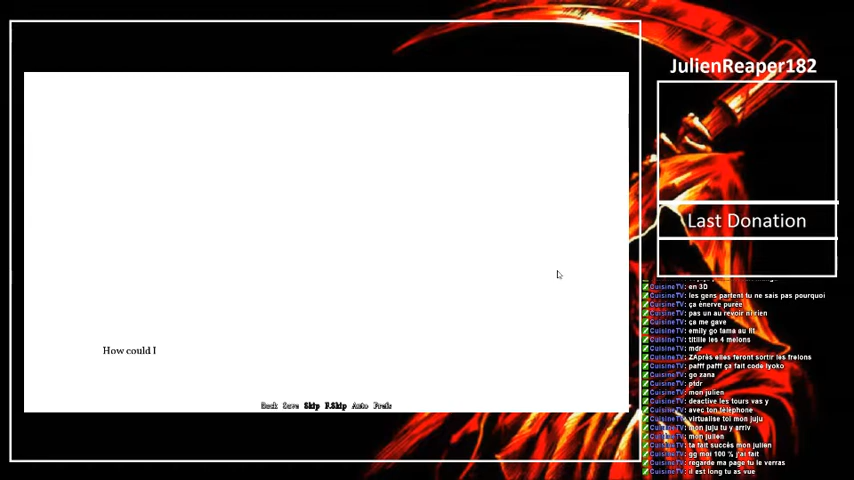 JulienReaper182
Last Donation
How could I
Back Save Skip F.Skip Auto Prefs
CuisineTV: en 3D
CuisineTV: les gens partent tu ne sais pas pourquoi
CuisineTV: ça énerve purée
CuisineTV: pas un au revoir ni rien
CuisineTV: ça me gave
CuisineTV: emily go tama au fit
CuisineTV: titille les 4 melons
CuisineTV: mdr
CuisineTV: ZAprès elles feront sortir les frelons
CuisineTV: pafff pafff ça fait code lyoko
CuisineTV: go zana
CuisineTV: ptdr
CuisineTV: mon julien
CuisineTV: deactive les tours vas y
CuisineTV: avec ton téléphone
CuisineTV: virtualise toi mon juju
CuisineTV: mon juju tu y arriv
CuisineTV: mon julien
CuisineTV: ta fait succès mon julien
CuisineTV: gg moi 100 % j'ai fait
CuisineTV: regarde ma page tu le verras
CuisineTV: il est long tu as vue